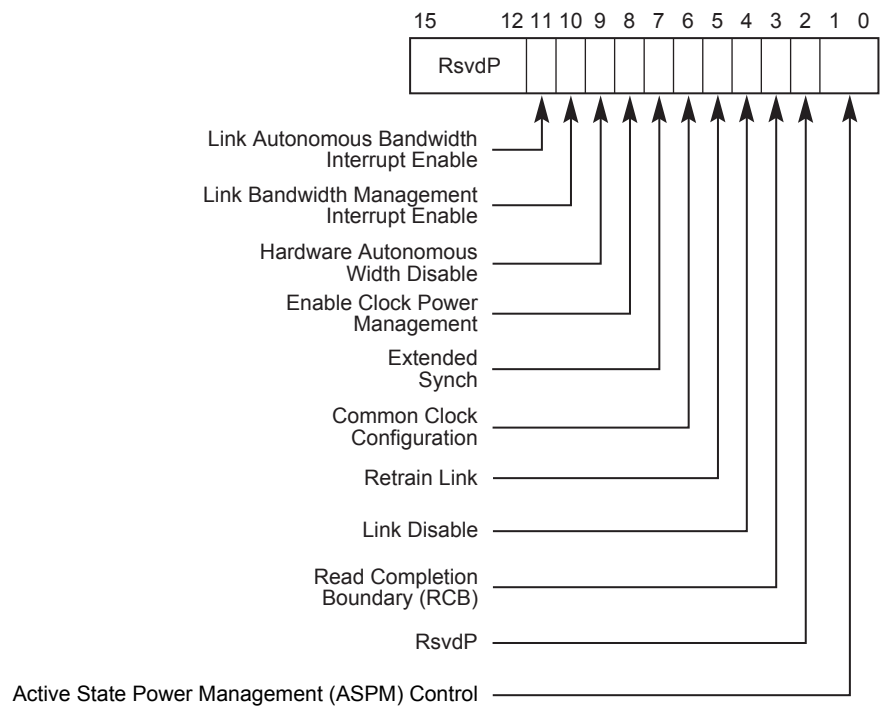 15 12 11 10 9 8 7 6 5 4 3 2 1 0
RsvdP
Link Autonomous Bandwidth
Interrupt Enable
Link Bandwidth Management
Interrupt Enable
Hardware Autonomous
Width Disable
Enable Clock Power
Management
Extended
Synch
Common Clock
Configuration
Retrain Link
Link Disable
Read Completion
Boundary (RCB)
RsvdP
Active State Power Management (ASPM) Control